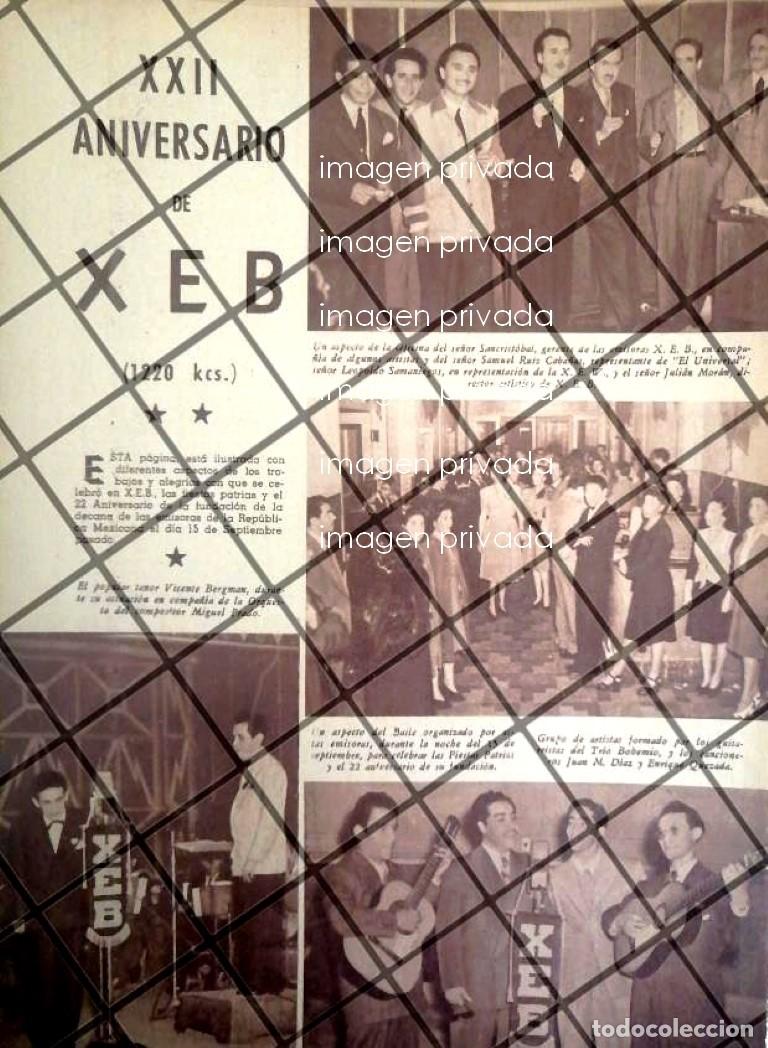 XXII
ANIVERSARIO
DE
XEB
(1220 kcs.)
ESTA página está ilustrada con
diferentes aspectos de los tra-
bajos y alegrías con que se ce-
lebró en X.E.B., las fiestas patrias y el
22 Aniversario de la fundación de la
decana de las emisoras de la Repúbli-
ca Mexicana el día 15 de Septiembre
pasado.
El popular tenor Vicente Bergman, duran-
te su actuación en compañía de la Orques-
ta del compositor Miguel Prado.
imagen privada
imagen privada
imagen privada
Un aspecto de la Oficina del señor Sancristóbal, gerente de las emisoras X. E. B., en compa-
ñía de algunos artistas y del señor Samuel Ruiz Cabañas, representante de "El Universal";
señor Leopoldo Samaniegos, en representación de la X. E. W., y el señor Julián Morán, di-
rector artístico de X. E. B.
imagen privada
imagen privada
imagen privada
Un aspecto del Baile organizado por es-
tas emisoras, durante la noche del 15 de
septiembre, para celebrar las Fiestas Patrias
y el 22 aniversario de su fundación.
Grupo de artistas formado por los guita-
rristas del Trío Bohemio, y los cancione-
ros Juan M. Díaz y Enrique Quezada.
XEB
XEB
todocoleccion